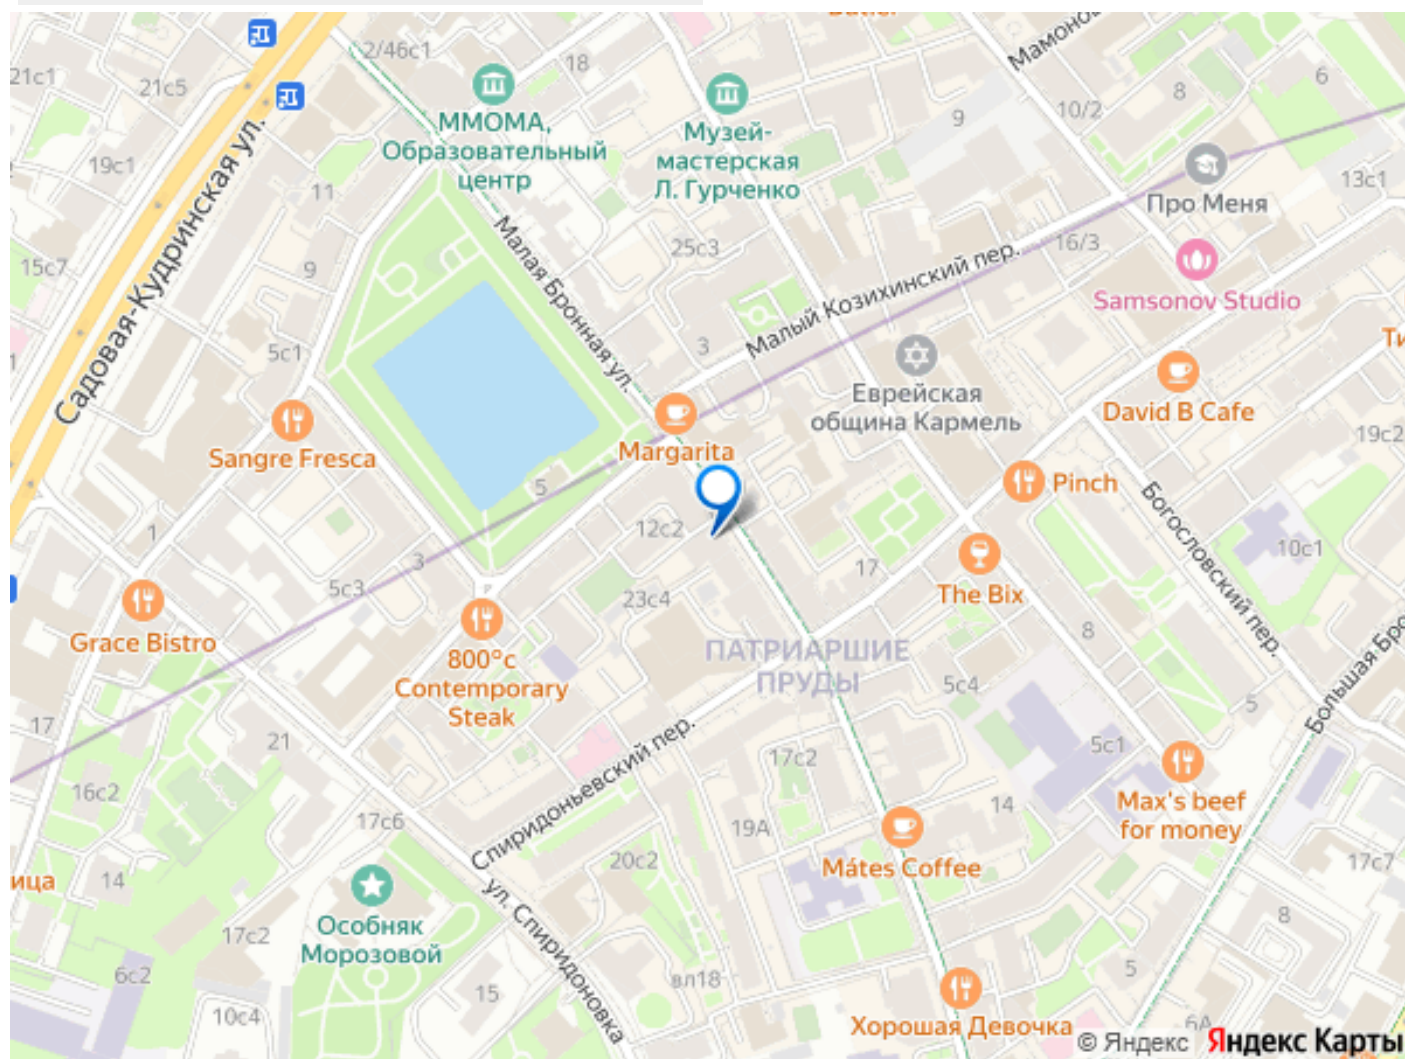 21с1
21с5
2/46с1
18
Мамонов
6
8
10/2
9
ММОМА,
Образовательный
центр
Музей-
мастерская
Л. Гурченко
19с1
11
Про Меня
13с1
16/3
25с3
Садовая-Кудринская ул.
Малая Бронная ул.
Малый Козихинский пер.
15с7
9
Samsonov Studio
5с1
3
Еврейская
община Кармель
David B Cafe
19с2
Sangre Fresca
Margarita
Pinch
5
12с2
Богословский пер.
10с1
1
3
17
5с3
23с4
The Bix
Grace Bistro
800°с
Contemporary
Steak
ПАТРИАРШИЕ
ПРУДЫ
8
5с4
5
Большая Бро
17
21
5с1
Спиридоньевский пер.
17с2
16с2
17с6
14
19А
Max's beef
for money
ица
14
20с2
Mátes Coffee
17с7
ул. Спиридоновка
Особняк
Морозовой
17с2
8
6с2
вл18
5
15
10с4
Хорошая Девочка
6А
© Яндекс Яндекс Карты